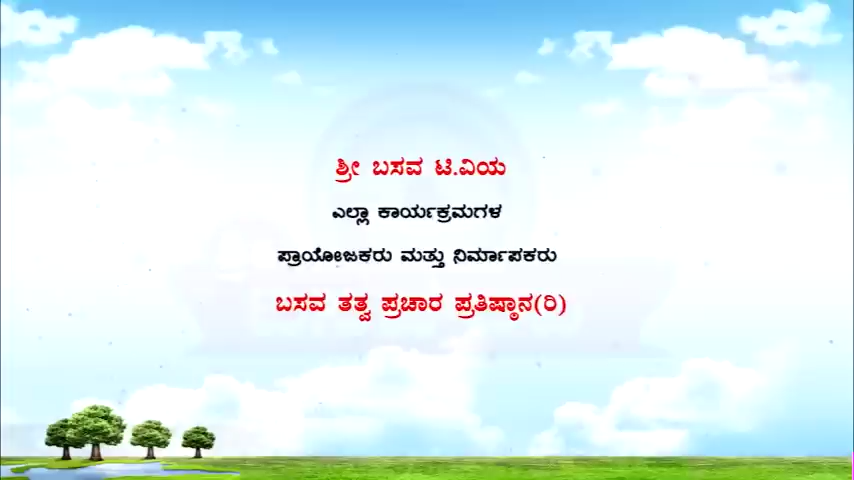 ಶ್ರೀ ಬಸವ ಟಿ.ವಿಯ
ಎಲ್ಲಾ ಕಾರ್ಯಕ್ರಮಗಳ
ಪ್ರಾಯೋಜಕರು ಮತ್ತು ನಿರ್ಮಾಪಕರು
ಬಸವ ತತ್ವ ಪ್ರಚಾರ ಪ್ರತಿಷ್ಠಾನ(ರಿ)